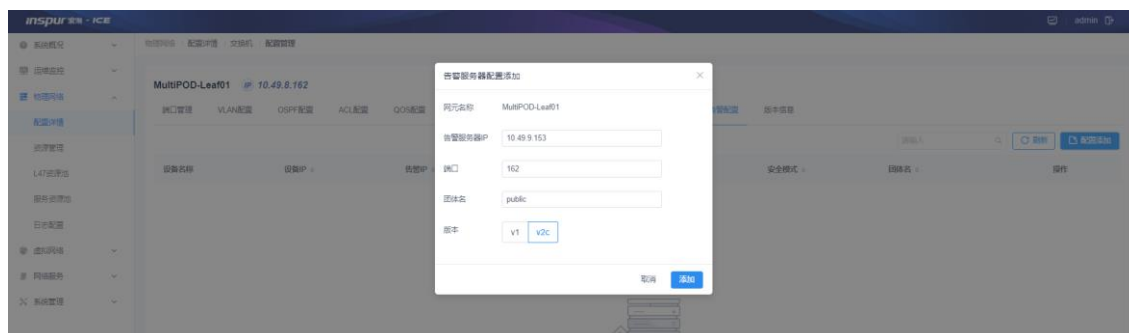 inspur 浪潮 - ICE
admin
系统概况
物理网络 / 配置详情 / 交换机 / 配置管理
运维监控
物理网络
配置详情
资源管理
L4-7资源池
服务资源池
日志配置
虚拟网络
网络服务
系统管理
MultiPOD-Leaf01 IP 10.49.8.162
端口管理 VLAN配置 OSPF配置 ACL配置 QOS配置 告警配置 版本信息
请输入 刷新 配置添加
设备名称 设备IP 告警IP 安全模式 团体名 操作
告警服务器配置添加
网元名称 MultiPOD-Leaf01
告警服务器IP 10.49.9.153
端口 162
团体名 public
版本 v1 v2c
取消 添加